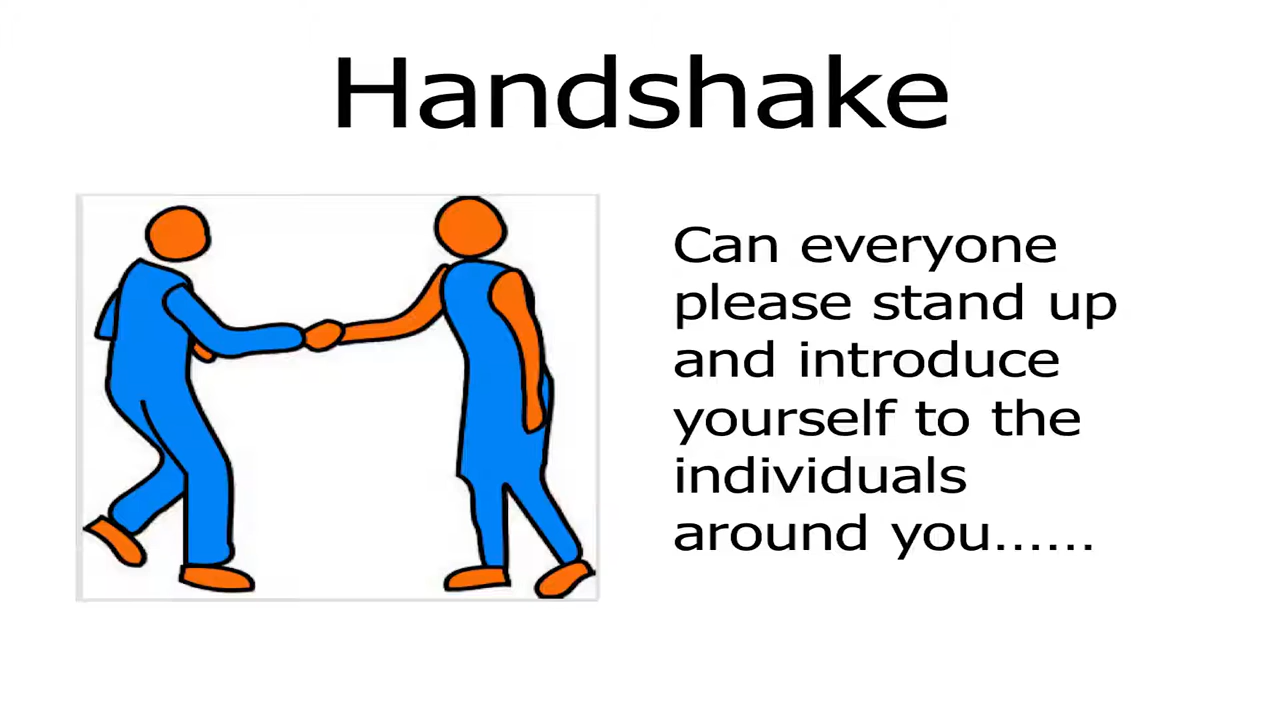 Handshake
Can everyone
please stand up
and introduce
yourself to the
individuals
around you......